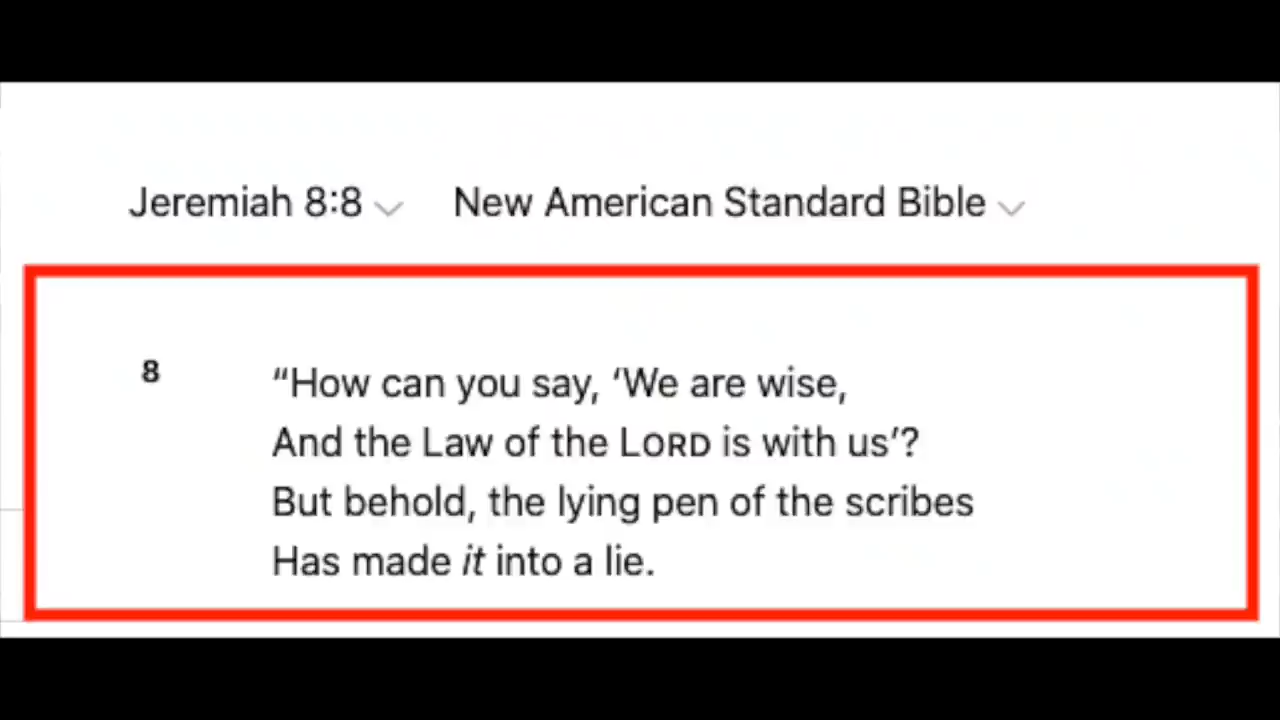 Jeremiah 8:8 New American Standard Bible
8 “How can you say, ‘We are wise,
And the Law of the LORD is with us’?
But behold, the lying pen of the scribes
Has made it into a lie.